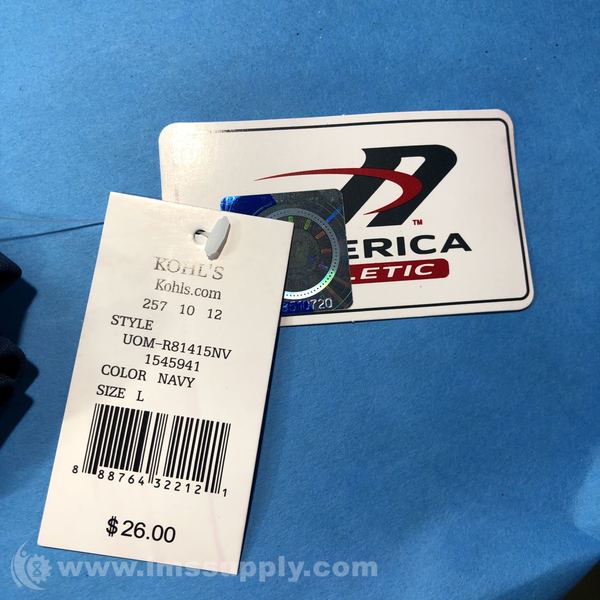 KOHL'S
Kohls.com
257 10 12
STYLE
UOM-R81415NV
1545941
COLOR NAVY
SIZE L
8 88764 32212 1
$26.00
ERICA
LETIC
TM
10720
www.imssupply.com